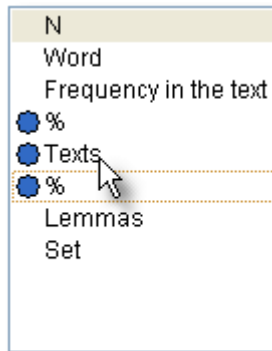 N
Word
Frequency in the text
%
Texts
%
Lemmas
Set